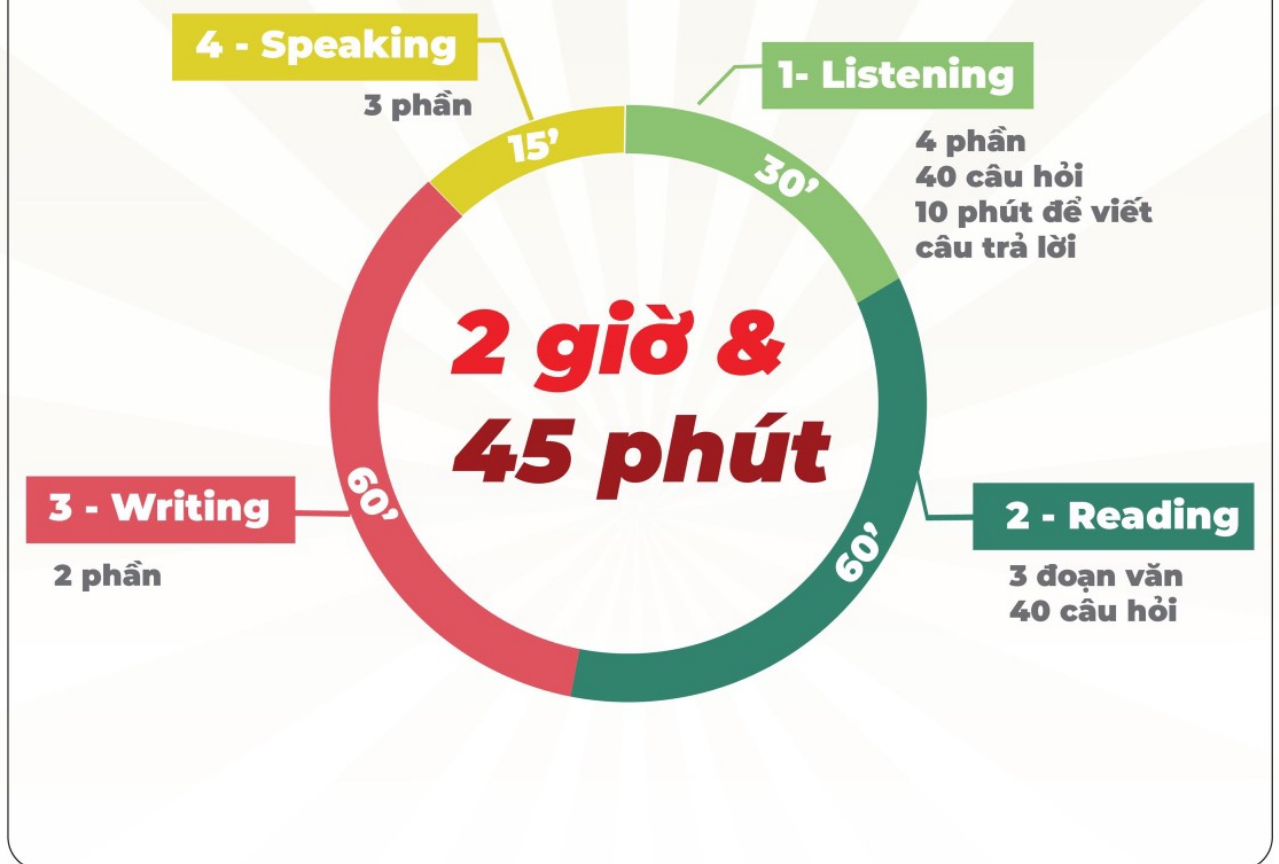 4 - Speaking
3 phần
15’
1- Listening
30’
4 phần
40 câu hỏi
10 phút để viết
câu trả lời
2 giờ &
45 phút
3 - Writing
60’
2 phần
2 - Reading
60’
3 đoạn văn
40 câu hỏi